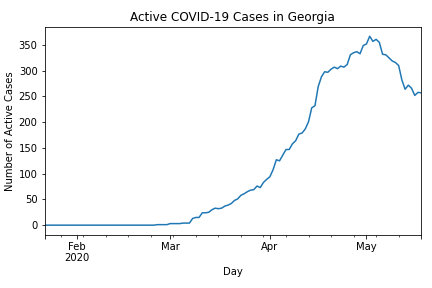 Active COVID-19 Cases in Georgia
Number of Active Cases
350
300
250
200
150
100
50
0
Feb
2020
Mar
Apr
May
Day